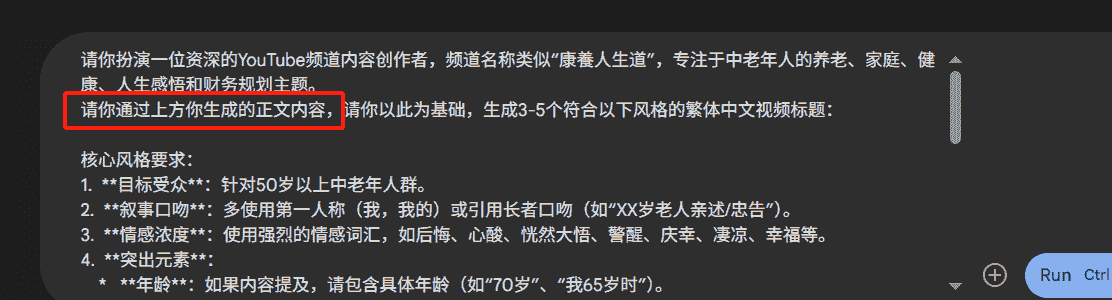 请你扮演一位资深的YouTube频道内容创作者，频道名称类似“康养人生道”，专注于中老年人的养老、家庭、健
康、人生感悟和财务规划主题。
请你通过上方你生成的正文内容，请你以此为基础，生成3-5个符合以下风格的繁体中文视频标题：
核心风格要求：
1. **目标受众**：针对50岁以上中老年人群。
2. **叙事口吻**：多使用第一人称（我，我的）或引用长者口吻（如“XX岁老人亲述/忠告”）。
3. **情感浓度**：使用强烈的情感词汇，如后悔、心酸、恍然大悟、警醒、庆幸、凄凉、幸福等。
4. **突出元素**：
* **年龄**：如果内容提及，请包含具体年龄（如“70岁”、“我65岁时”）。
Run Ctrl